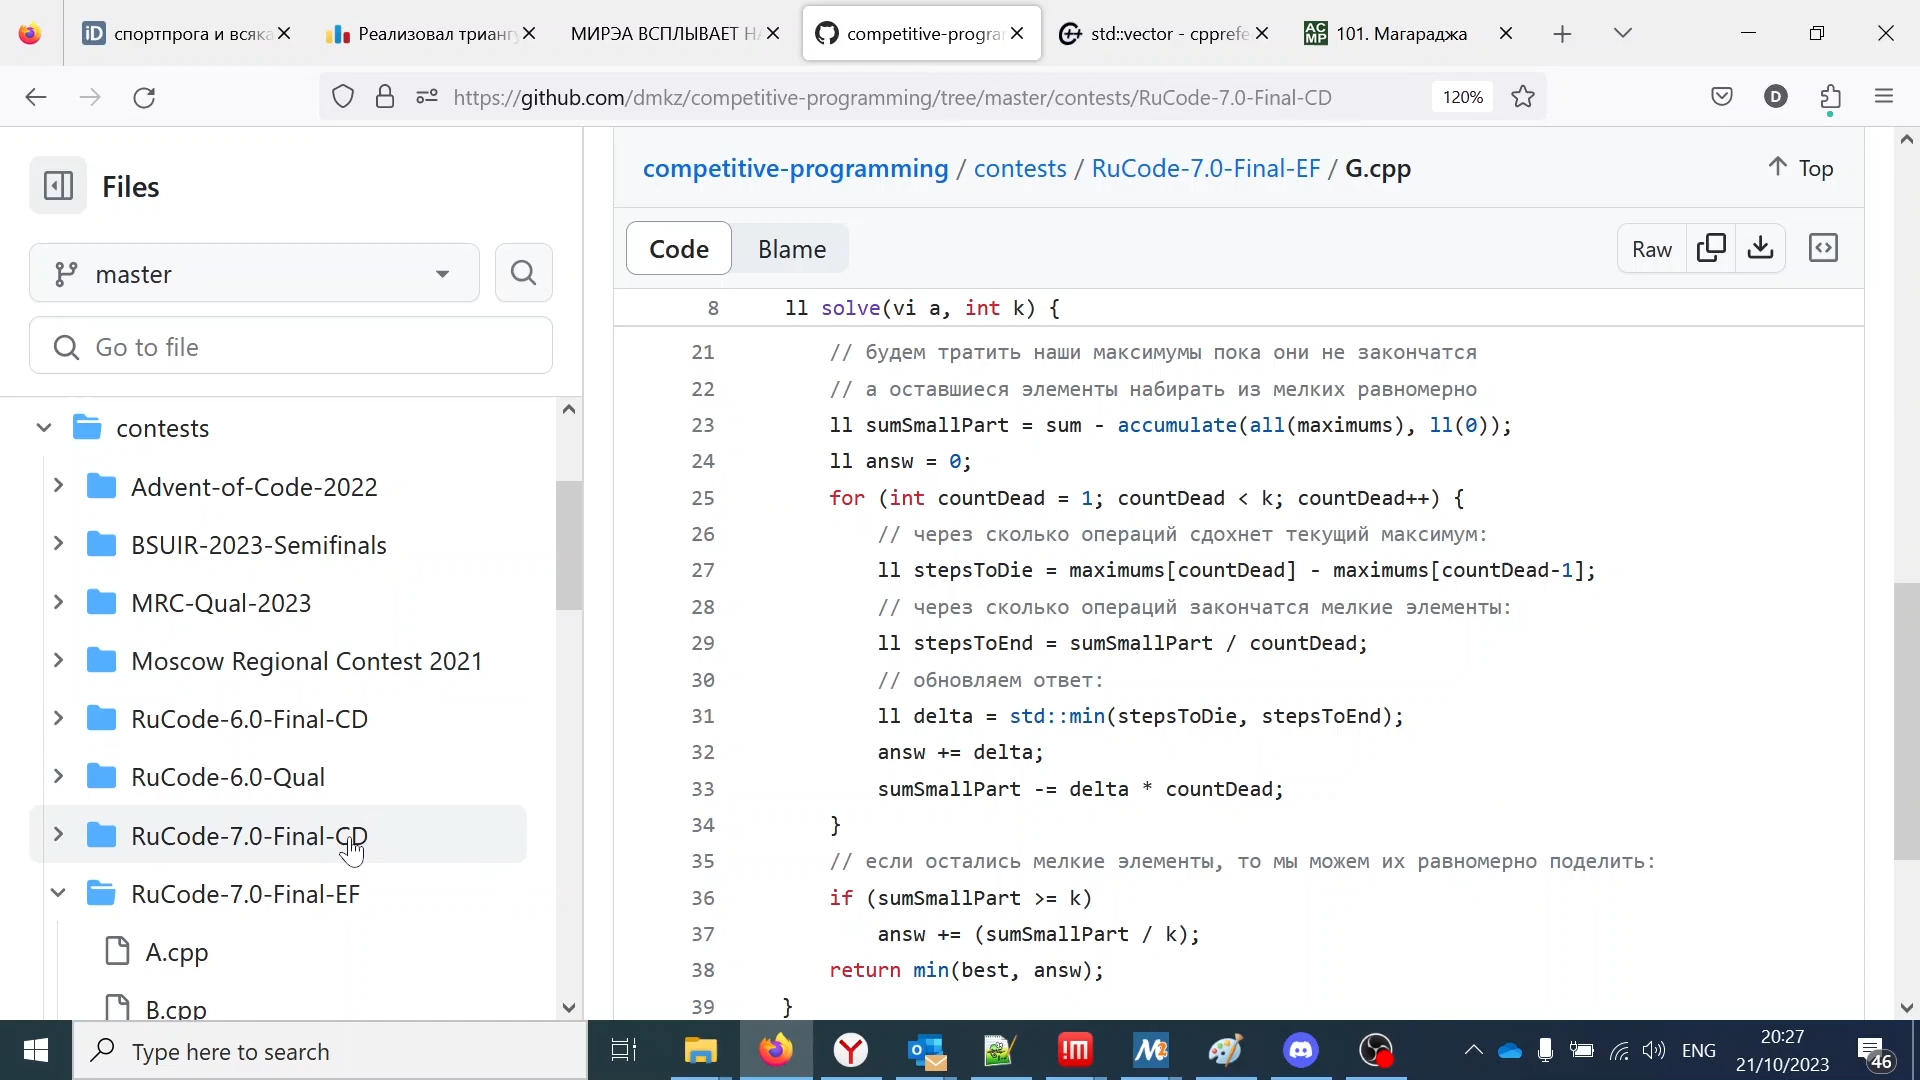 спортпрога и всяка
Реализовал триангу
МИРЭА ВСПЛЫВАЕТ НА
competitive-progra
std::vector - cpprefe
101. Магараджа
https://github.com/dmkz/competitive-programming/tree/master/contests/RuCode-7.0-Final-CD
120%
D
Files
master
Go to file
contests
Advent-of-Code-2022
BSUIR-2023-Semifinals
MRC-Qual-2023
Moscow Regional Contest 2021
RuCode-6.0-Final-CD
RuCode-6.0-Qual
RuCode-7.0-Final-CD
RuCode-7.0-Final-EF
A.cpp
B.cpp
competitive-programming / contests / RuCode-7.0-Final-EF / G.cpp
Top
Code
Blame
Raw
8 ll solve(vi a, int k) {
21 // будем тратить наши максимумы пока они не закончатся
22 // а оставшиеся элементы набирать из мелких равномерно
23 ll sumSmallPart = sum - accumulate(all(maximums), ll(0));
24 ll answ = 0;
25 for (int countDead = 1; countDead < k; countDead++) {
26 // через сколько операций сдохнет текущий максимум:
27 ll stepsToDie = maximums[countDead] - maximums[countDead-1];
28 // через сколько операций закончатся мелкие элементы:
29 ll stepsToEnd = sumSmallPart / countDead;
30 // обновляем ответ:
31 ll delta = std::min(stepsToDie, stepsToEnd);
32 answ += delta;
33 sumSmallPart -= delta * countDead;
34 }
35 // если остались мелкие элементы, то мы можем их равномерно поделить:
36 if (sumSmallPart >= k)
37 answ += (sumSmallPart / k);
38 return min(best, answ);
39 }
Type here to search
ENG
20:27
21/10/2023
46